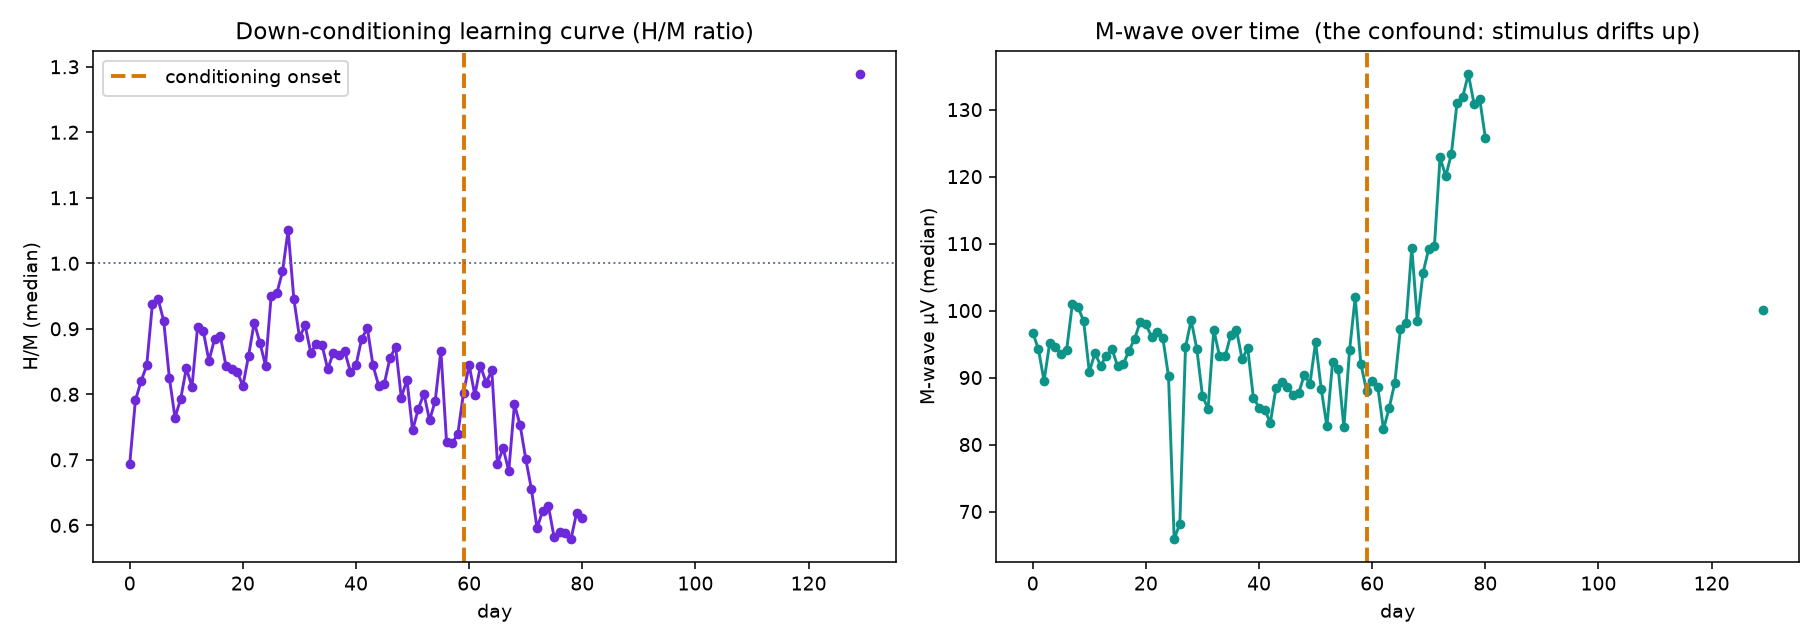 Down-conditioning learning curve (H/M ratio)
H/M (median)
1.3
1.2
1.1
1.0
0.9
0.8
0.7
0.6
conditioning onset
0 20 40 60 80 100 120
day
M-wave over time  (the confound: stimulus drifts up)
M-wave µV (median)
130
120
110
100
90
80
70
0 20 40 60 80 100 120
day